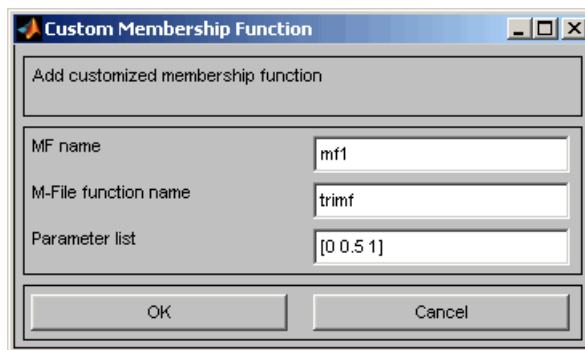 Custom Membership Function
Add customized membership function
MF name
mf1
M-File function name
trimf
Parameter list
[0 0.5 1]
OK
Cancel